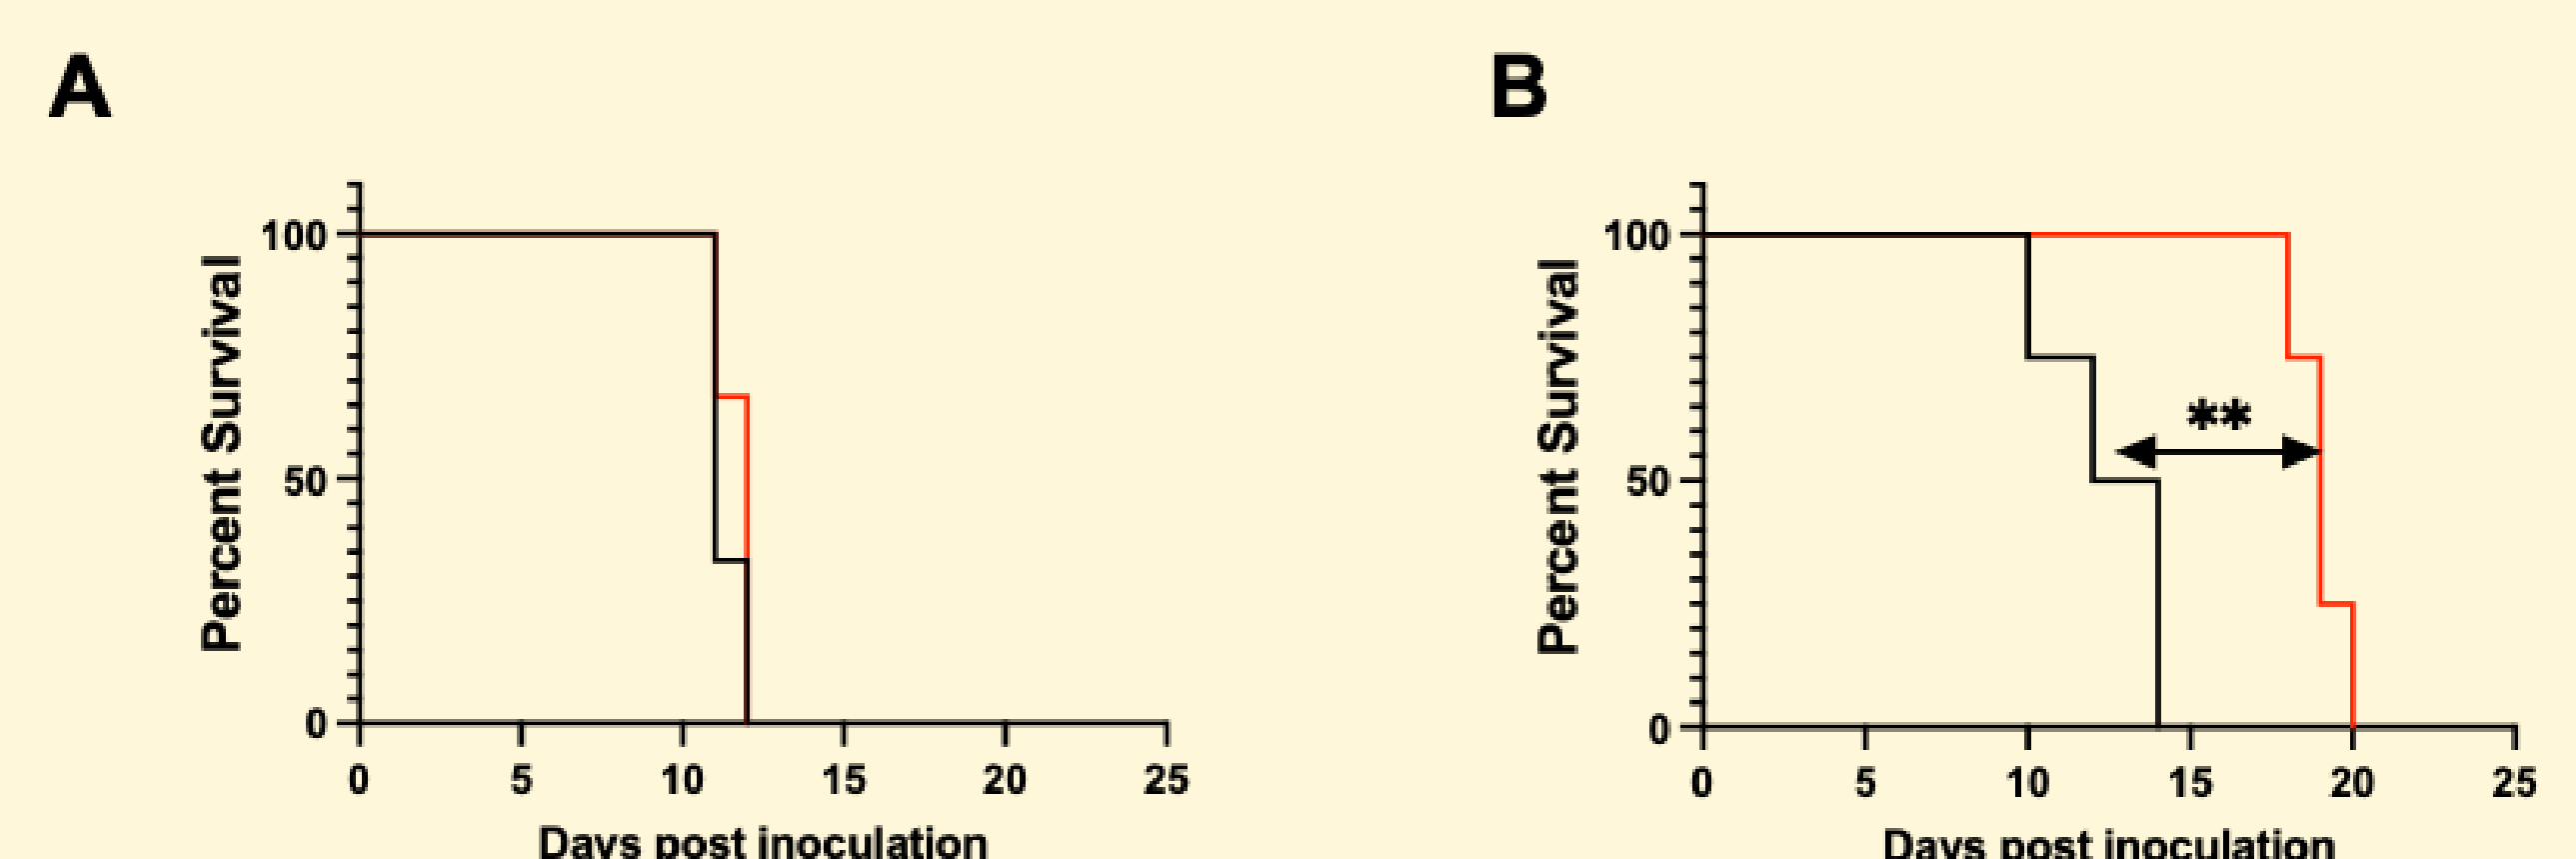 A
B
Percent Survival
100
50
0
0 5 10 15 20 25
Days post inoculation
Percent Survival
100
**
50
0
0 5 10 15 20 25
Days post inoculation